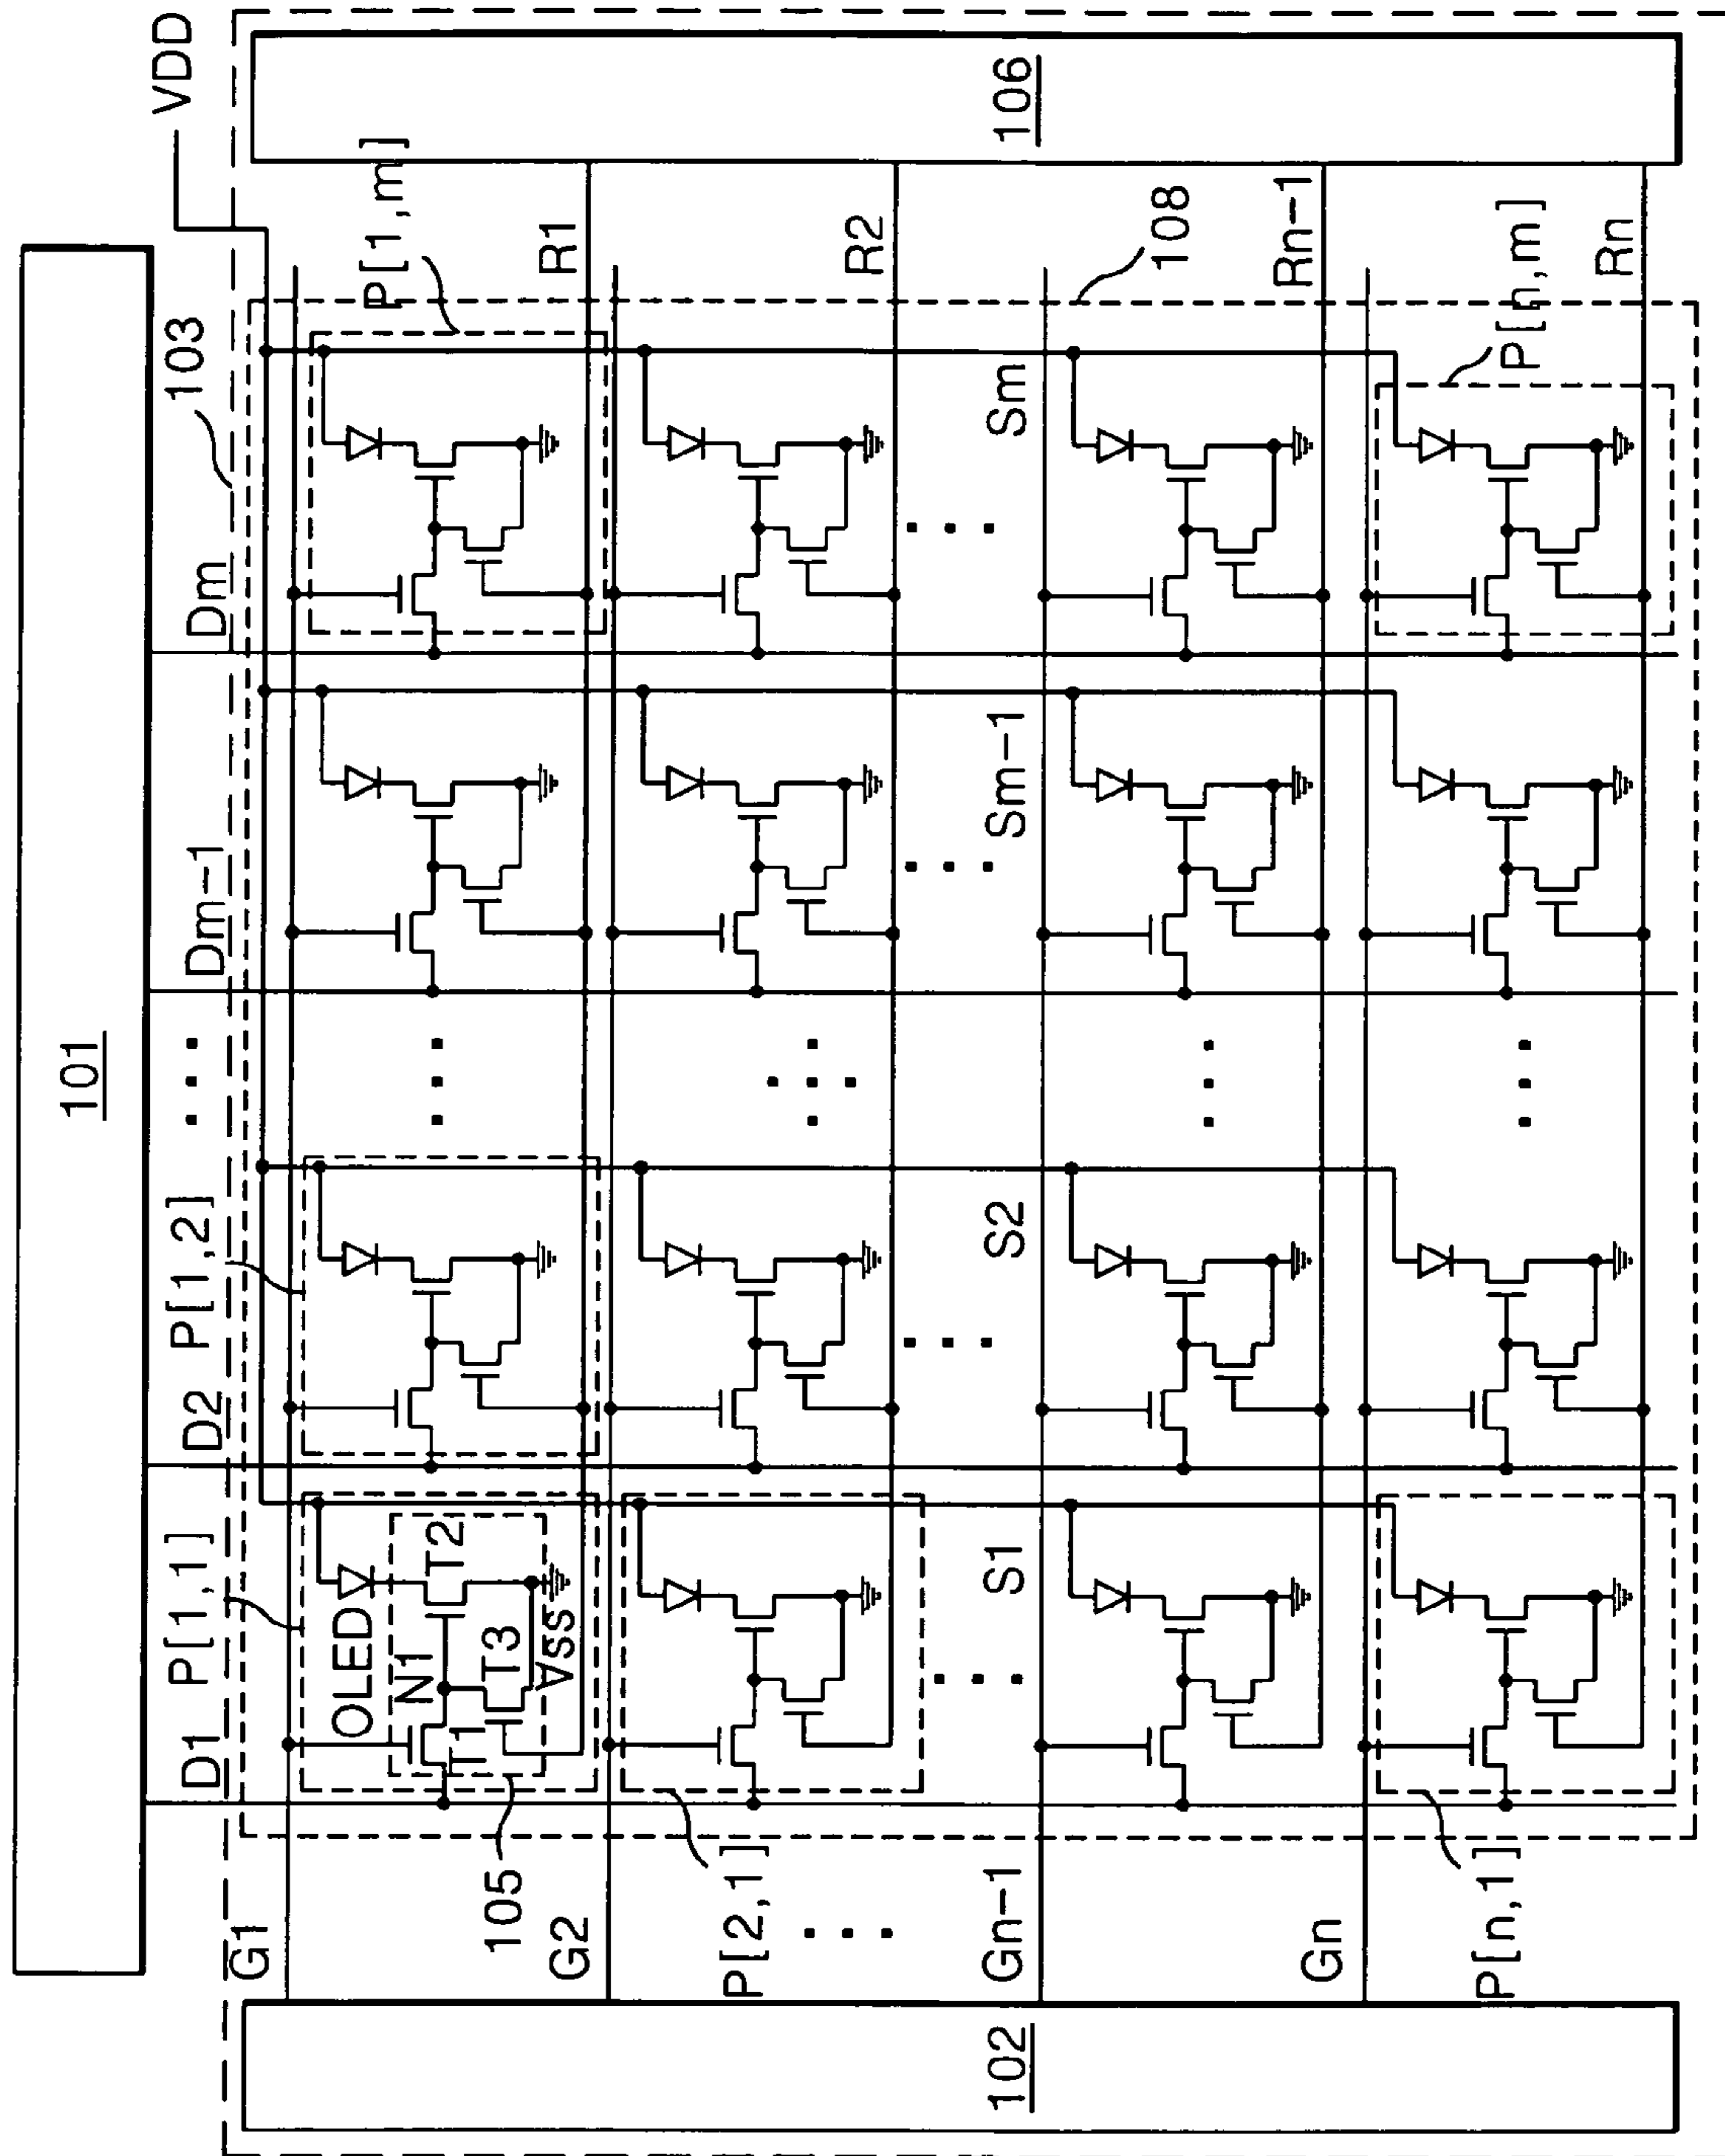 101
D1 P[1,1] D2 P[1,2] ... Dm-1 Dm 103 VDD
G1
OLED P[1,m]
N1 T2
T1 T3
105 Vss
G2 R1
P[2,1]
... R2
102 Gn-1 S1 S2 Sm-1 Sm 106
108
Gn Rn-1
P[n,1] P[n,m]
Rn